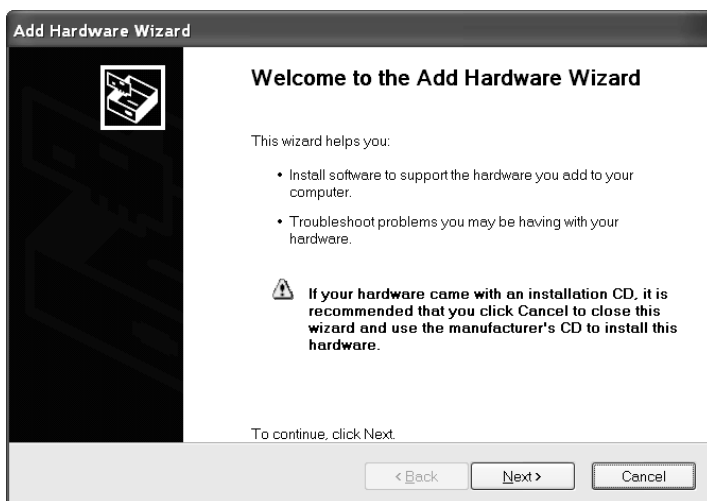 Add Hardware Wizard
Welcome to the Add Hardware Wizard
This wizard helps you:
• Install software to support the hardware you add to your
computer.
• Troubleshoot problems you may be having with your
hardware.
If your hardware came with an installation CD, it is
recommended that you click Cancel to close this
wizard and use the manufacturer's CD to install this
hardware.
To continue, click Next.
< Back Next > Cancel